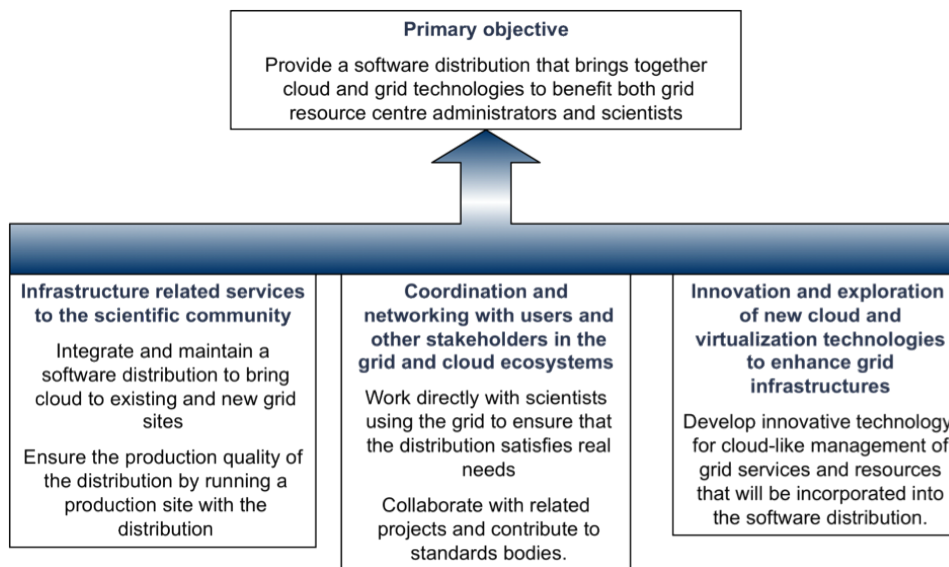 Primary objective
Provide a software distribution that brings together
cloud and grid technologies to benefit both grid
resource centre administrators and scientists
Infrastructure related services
to the scientific community
Integrate and maintain a
software distribution to bring
cloud to existing and new grid
sites
Ensure the production quality of
the distribution by running a
production site with the
distribution
Coordination and
networking with users and
other stakeholders in the
grid and cloud ecosystems
Work directly with scientists
using the grid to ensure that
the distribution satisfies real
needs
Collaborate with related
projects and contribute to
standards bodies.
Innovation and exploration
of new cloud and
virtualization technologies
to enhance grid
infrastructures
Develop innovative technology
for cloud-like management of
grid services and resources
that will be incorporated into
the software distribution.